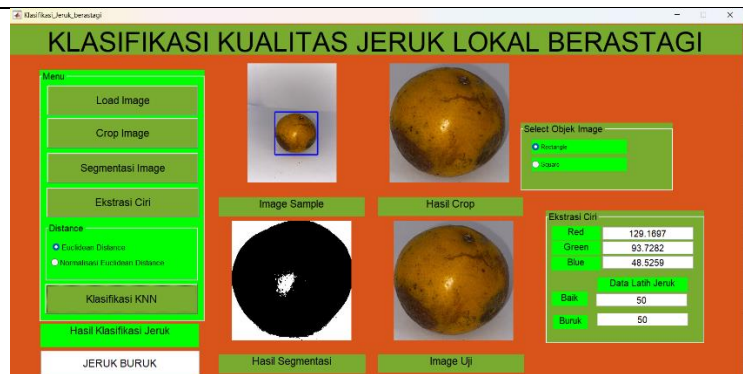 Klasifikasi_Jeruk_berastagi
KLASIFIKASI KUALITAS JERUK LOKAL BERASTAGI
Menu
Load Image
Crop Image
Segmentasi Image
Ekstrasi Ciri
Distance
Euclidean Distance
Normalisasi Euclidean Distance
Klasifikasi KNN
Hasil Klasifikasi Jeruk
JERUK BURUK
Image Sample
Hasil Crop
Hasil Segmentasi
Image Uji
Select Objek Image
Rectangle
Square
Ekstrasi Ciri
Red 129.1697
Green 93.7282
Blue 48.5259
Data Latih Jeruk
Baik 50
Buruk 50